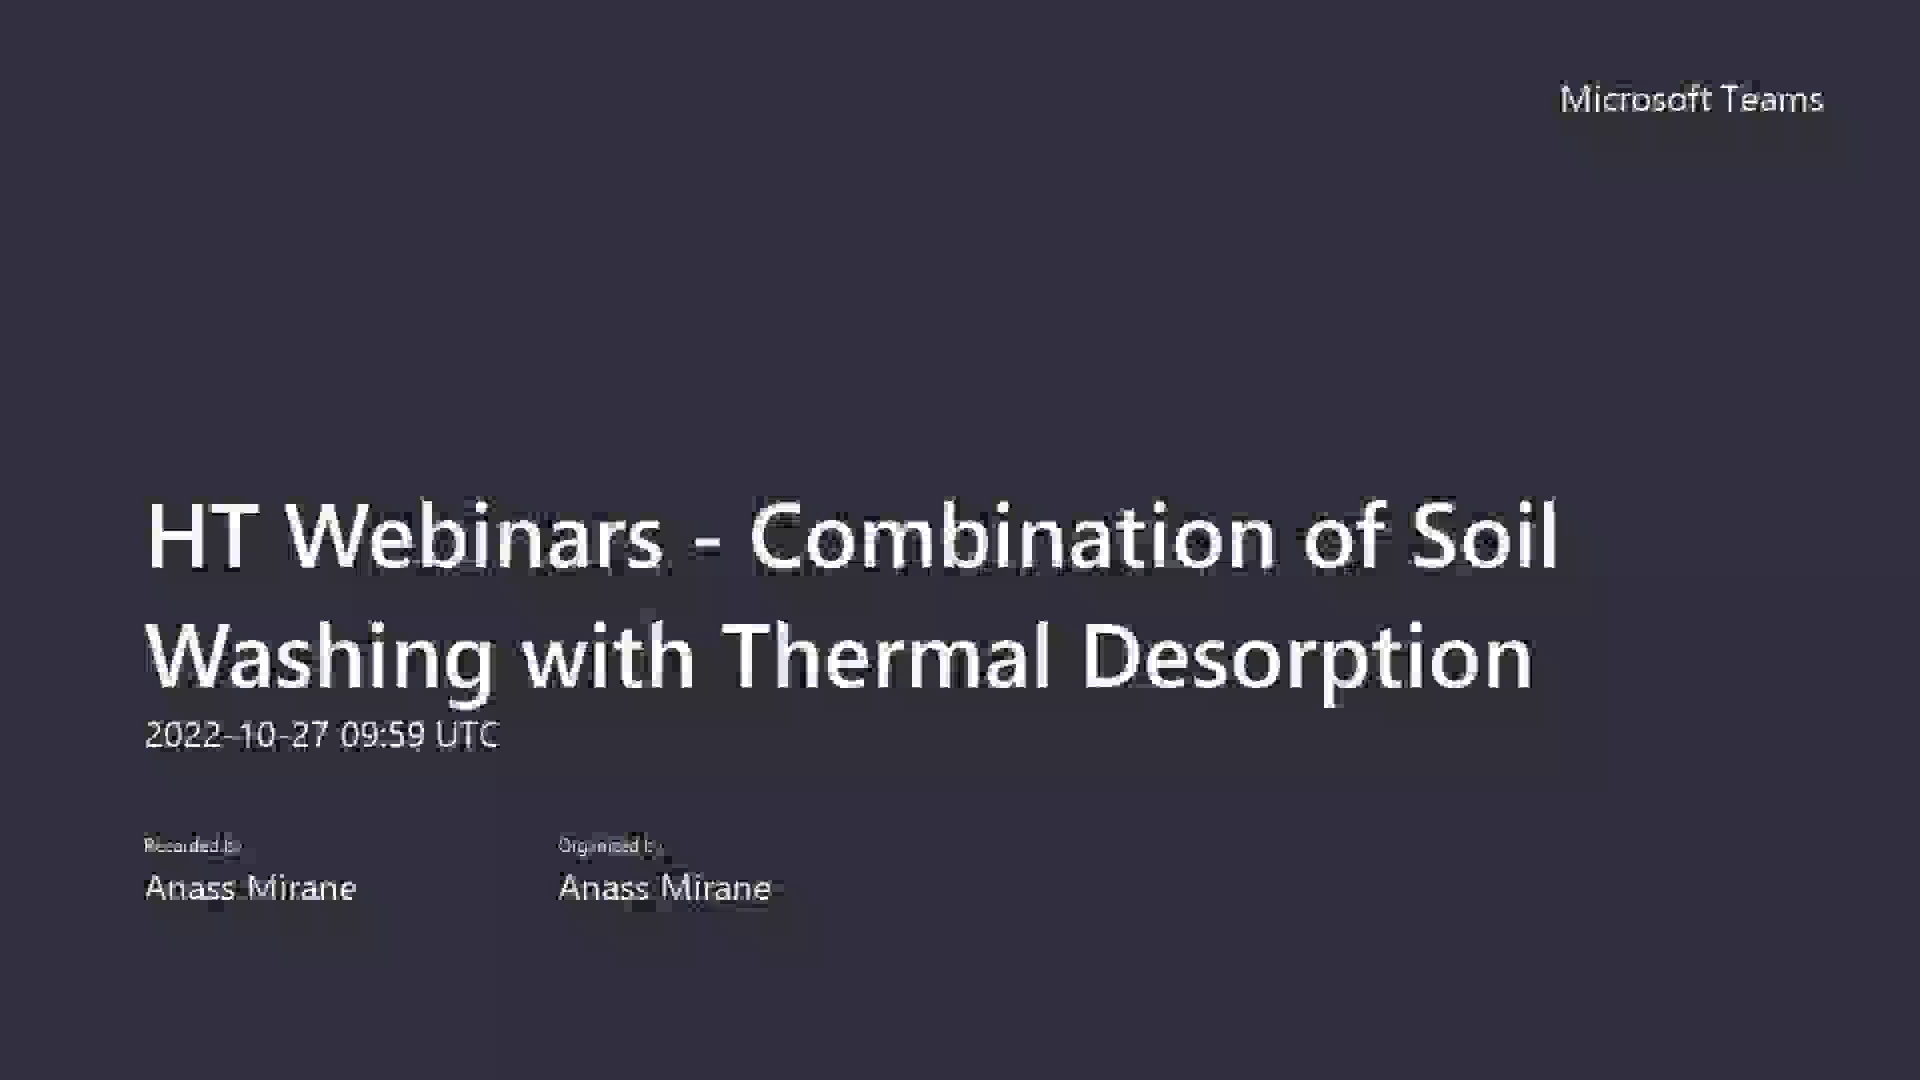 Microsoft Teams
HT Webinars - Combination of Soil
Washing with Thermal Desorption
2022-10-27 09:59 UTC
Recorded by
Organized by
Anass Mirane
Anass Mirane